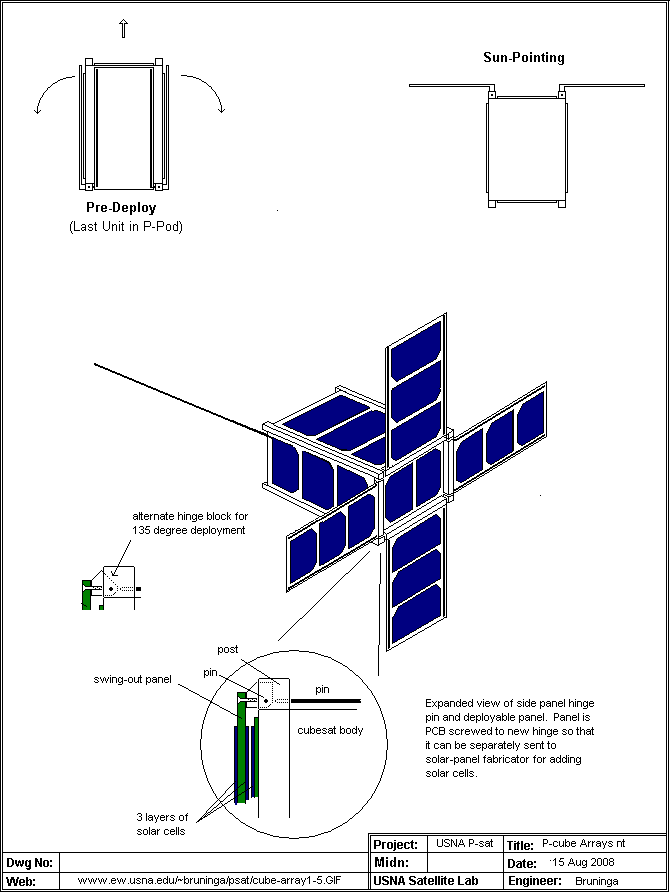 Sun-Pointing
Pre-Deploy
(Last Unit in P-Pod)
alternate hinge block for
135 degree deployment
post
pin
swing-out panel
pin
cubesat body
3 layers of
solar cells
Expanded view of side panel hinge
pin and deployable panel. Panel is
PCB screwed to new hinge so that
it can be separately sent to
solar-panel fabricator for adding
solar cells.
Project: USNA P-sat Title: P-cube Arrays nt
Dwg No: Midn: Date: 15 Aug 2008
Web: www.ew.usna.edu/~bruninga/psat/cube-array1-5.GIF USNA Satellite Lab Engineer: Bruninga